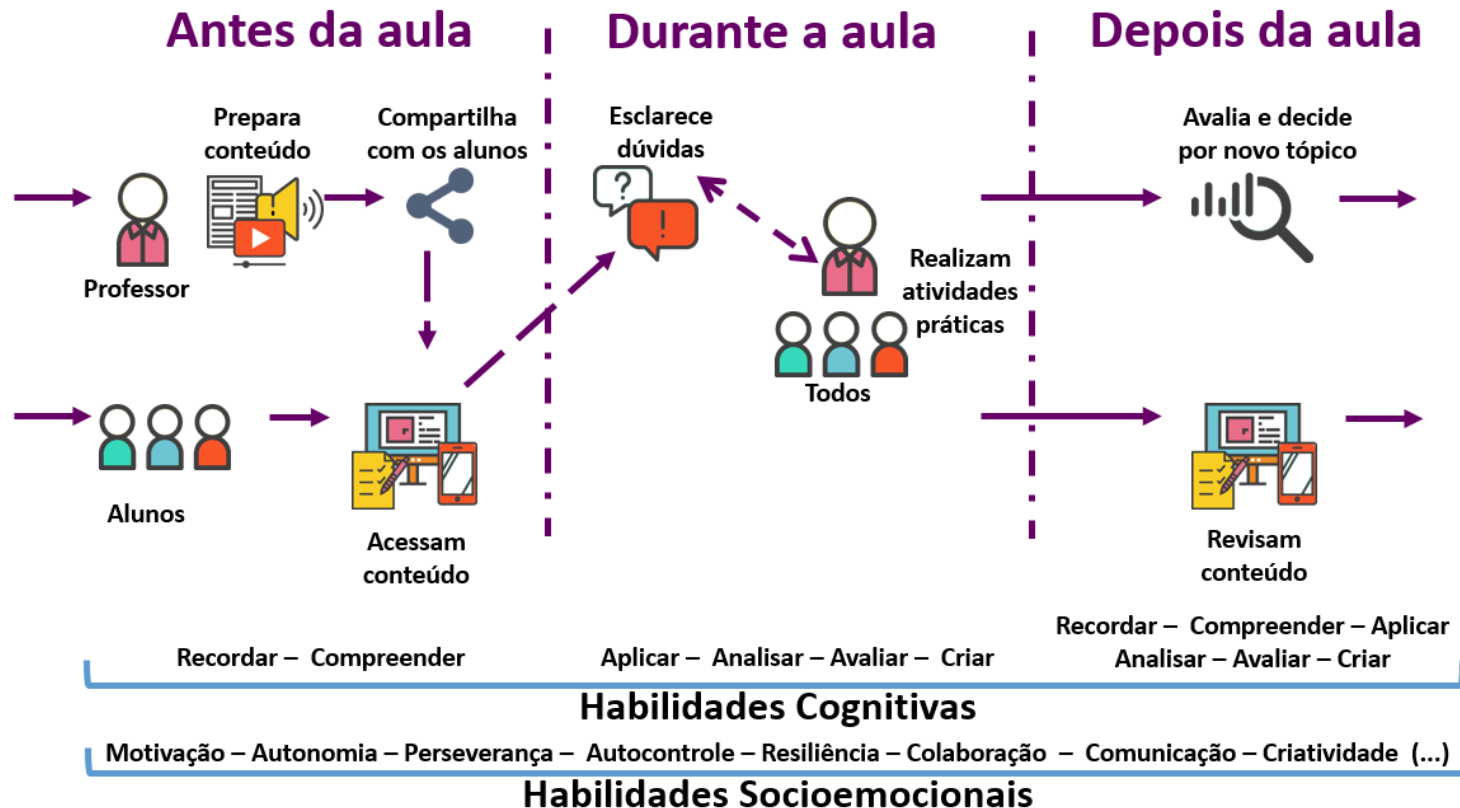 Antes da aula
Durante a aula
Depois da aula
Prepara
conteúdo
Compartilha
com os alunos
Esclarece
dúvidas
Avalia e decide
por novo tópico
?
!
!
Professor
Realizam
atividades
práticas
Todos
Alunos
Acessam
conteúdo
Revisam
conteúdo
Recordar – Compreender
Aplicar – Analisar – Avaliar – Criar
Recordar – Compreender – Aplicar
Analisar – Avaliar – Criar
Habilidades Cognitivas
Motivação – Autonomia – Perseverança – Autocontrole – Resiliência – Colaboração – Comunicação – Criatividade (...)
Habilidades Socioemocionais